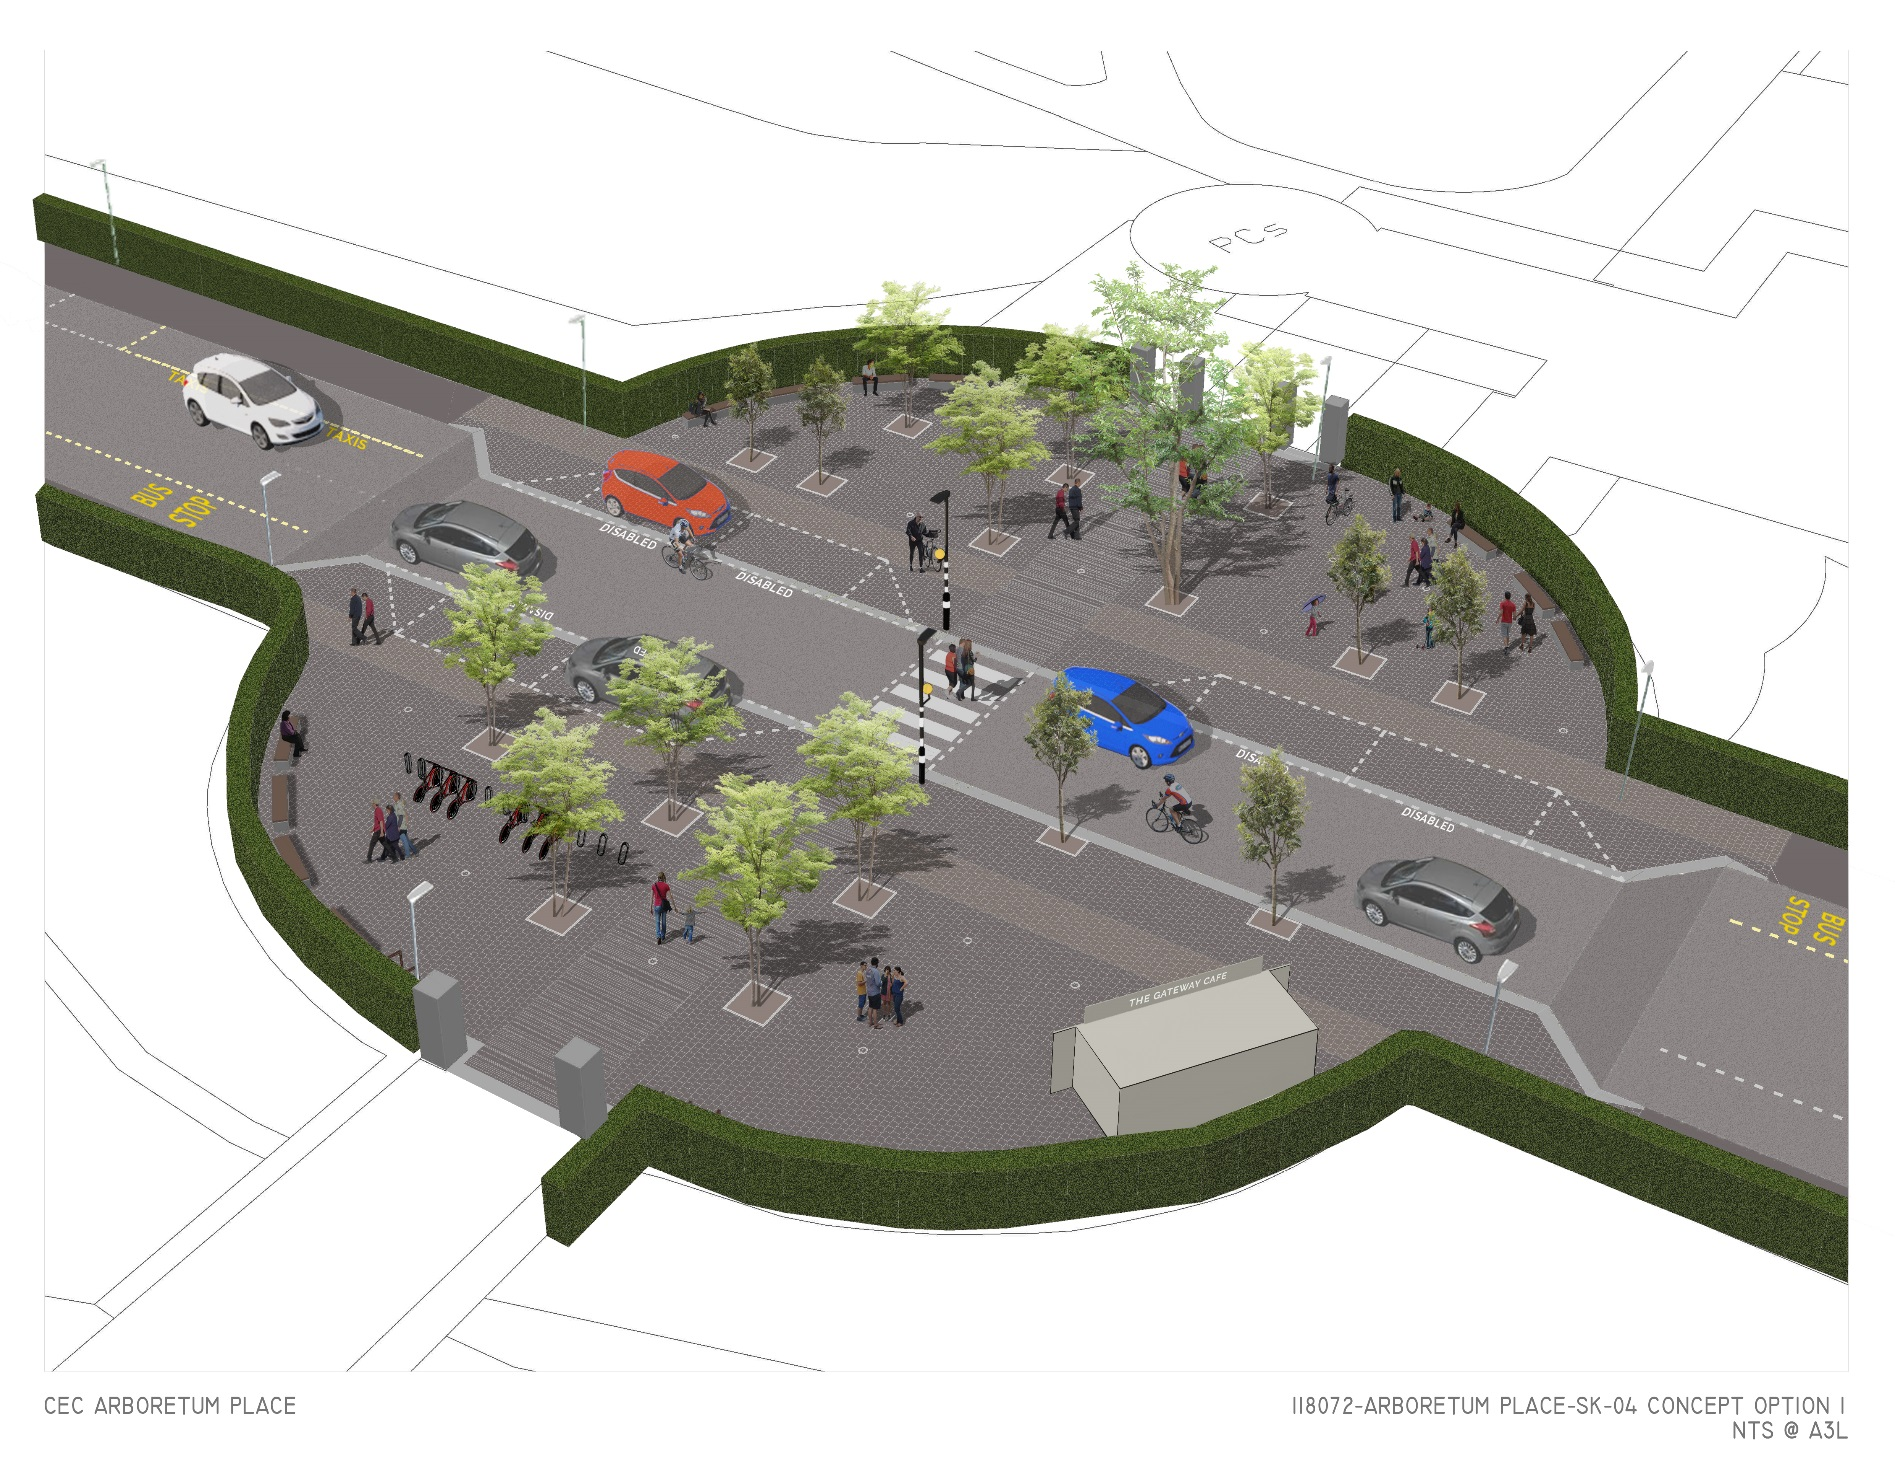 PCs
TAXIS
BUS
STOP
DISABLED
DISABLED
DISABLED
BUS
STOP
THE GATEWAY CAFE
CEC ARBORETUM PLACE
118072-ARBORETUM PLACE-SK-04 CONCEPT OPTION 1
NTS @ A3L